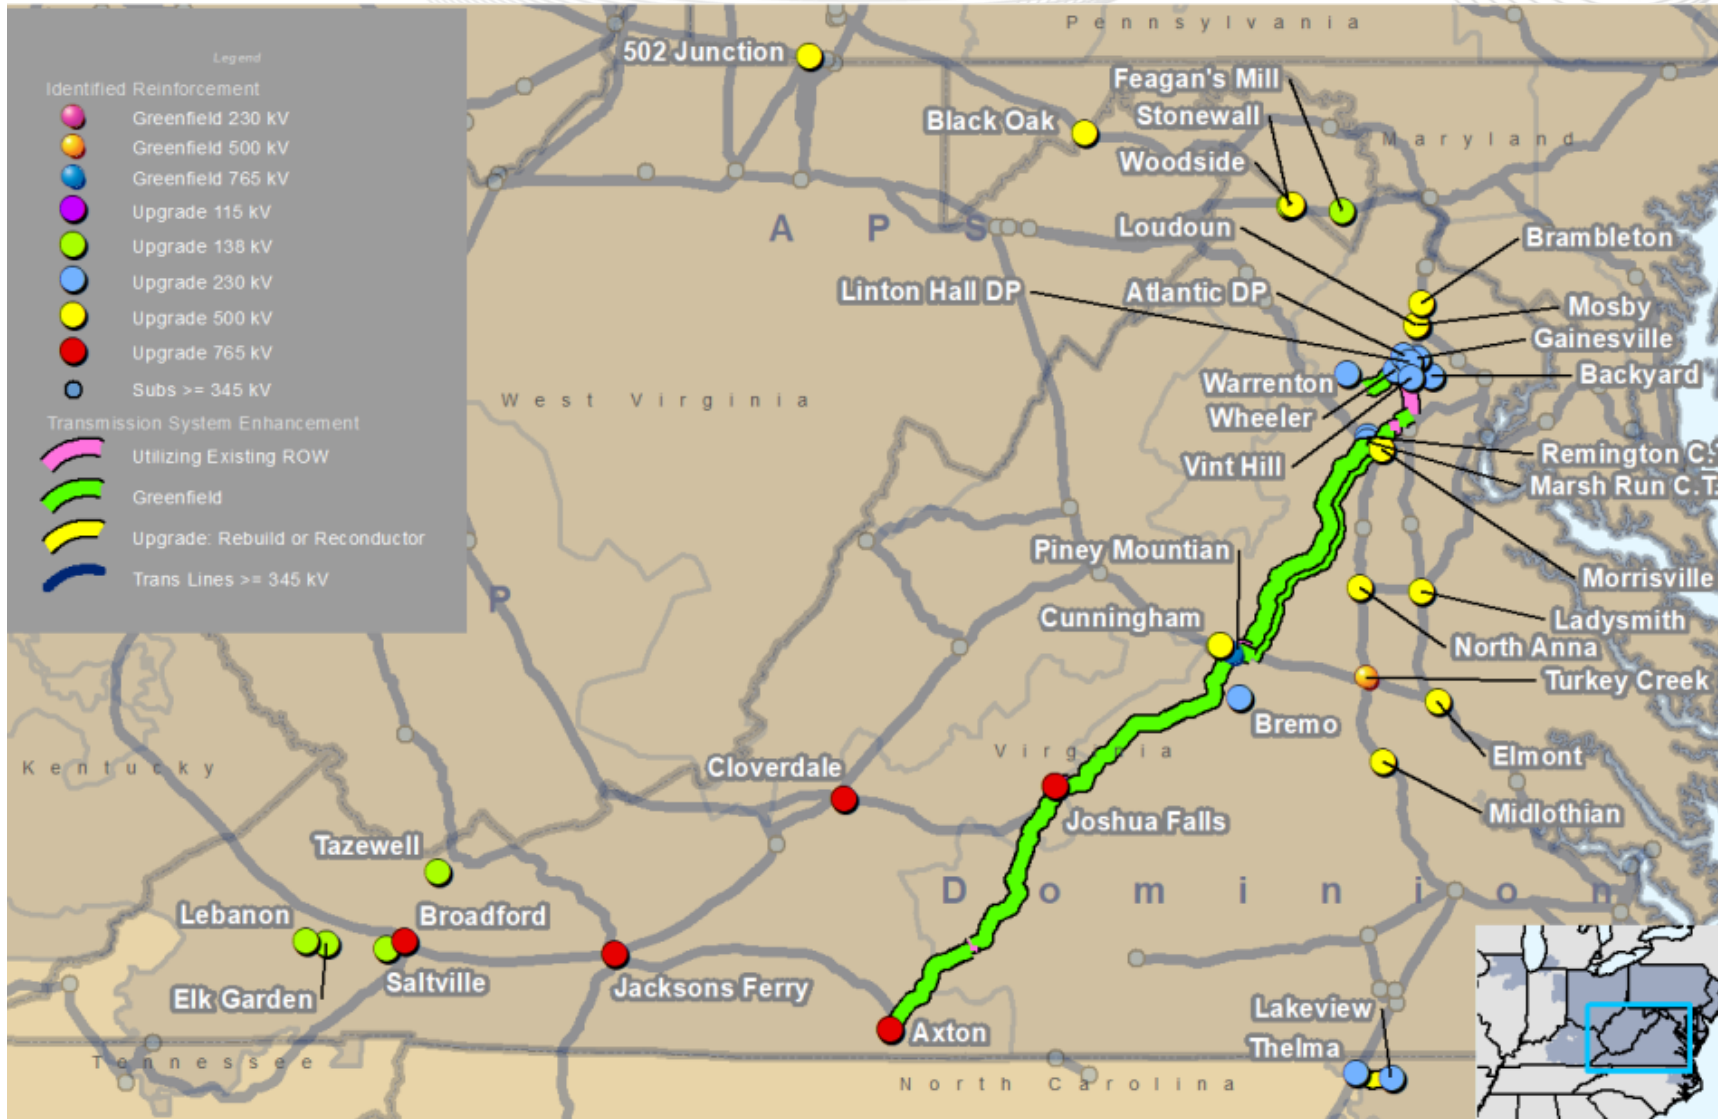 Legend
Identified Reinforcement
Greenfield 230 kV
Greenfield 500 kV
Greenfield 765 kV
Upgrade 115 kV
Upgrade 138 kV
Upgrade 230 kV
Upgrade 500 kV
Upgrade 765 kV
Subs >= 345 kV
Transmission System Enhancement
Utilizing Existing ROW
Greenfield
Upgrade: Rebuild or Reconductor
Trans Lines >= 345 kV
Pennsylvania
502 Junction
Feagan's Mill
Black Oak
Stonewall
Maryland
Woodside
APS
Loudoun
Brambleton
Linton Hall DP
Atlantic DP
Mosby
Gainesville
Warrenton
Backyard
West Virginia
Wheeler
Vint Hill
Remington C.T
Marsh Run C.T.
Piney Mountian
Morrisville
P
Cunningham
Ladysmith
North Anna
Turkey Creek
Bremo
Virginia
Elmont
Kentucky
Cloverdale
Joshua Falls
Midlothian
Tazewell
Dominion
Lebanon
Broadford
Saltville
Elk Garden
Jacksons Ferry
Axton
Lakeview
Thelma
Tonnessee
North Carolina